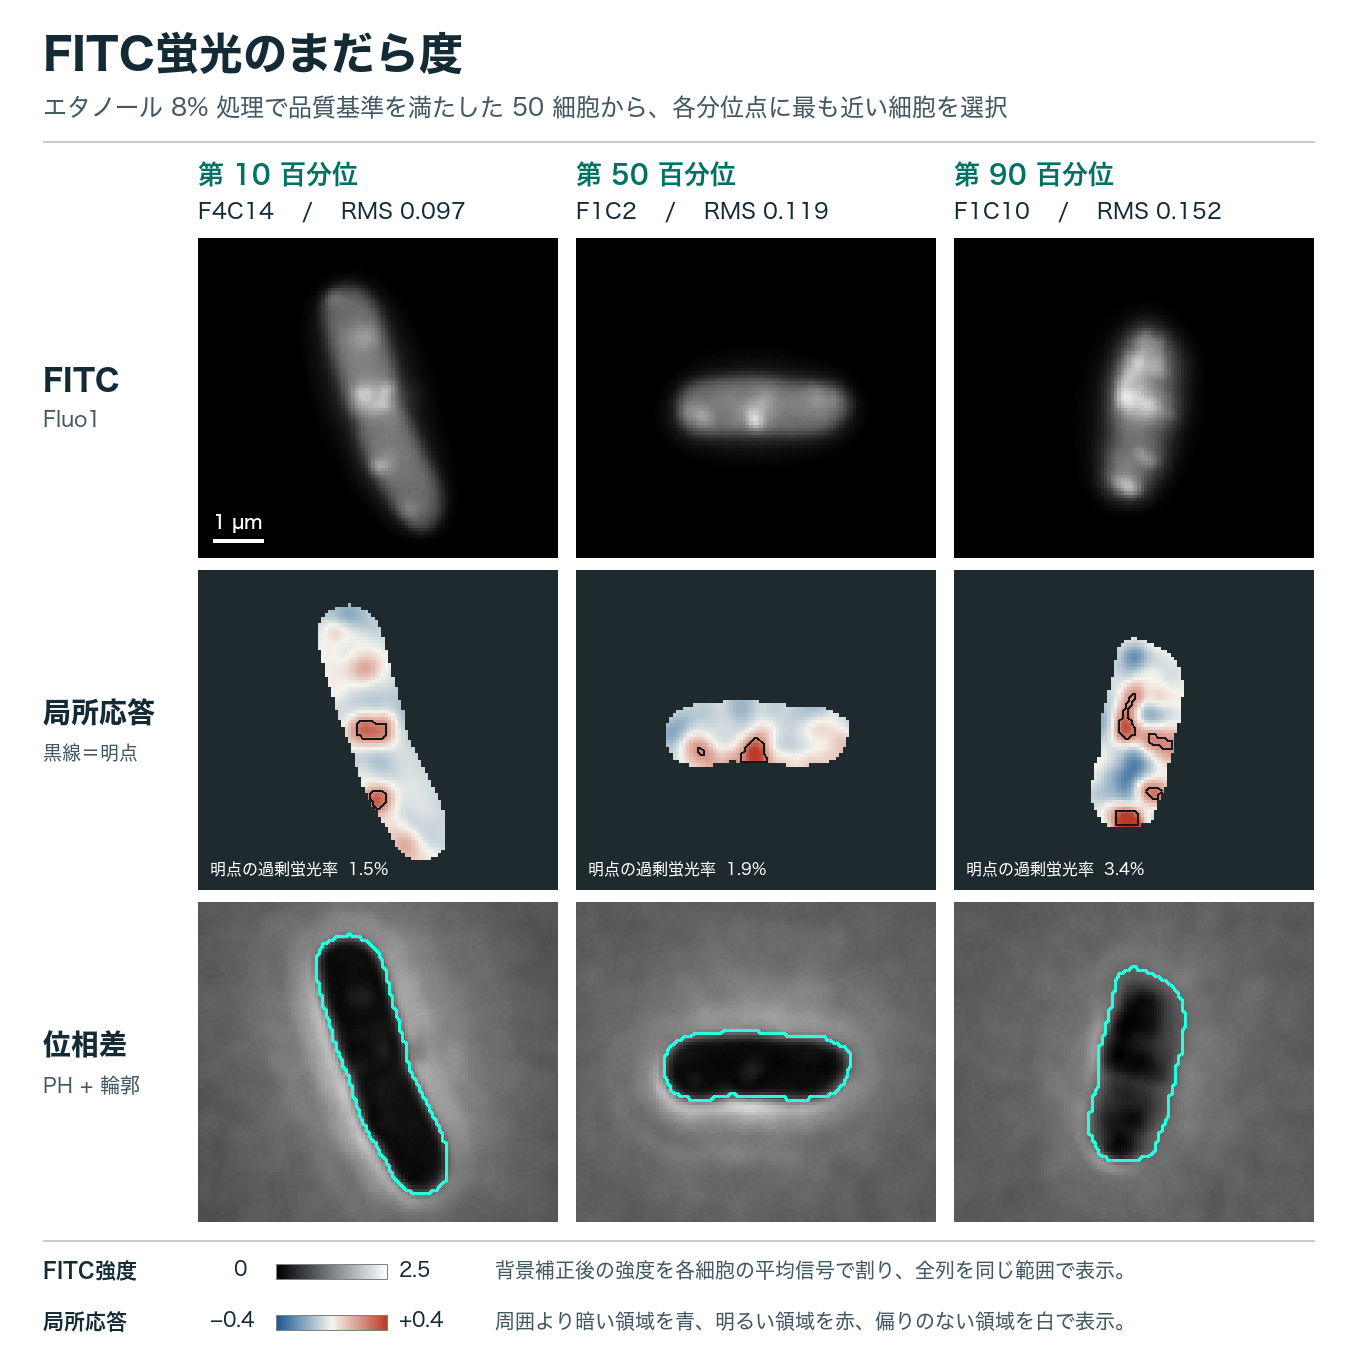 FITC蛍光のまだら度
エタノール 8% 処理で品質基準を満たした 50 細胞から、各分位点に最も近い細胞を選択
第 10 百分位
F4C14 / RMS 0.097
第 50 百分位
F1C2 / RMS 0.119
第 90 百分位
F1C10 / RMS 0.152
FITC
Fluo1
1 µm
局所応答
黒線＝明点
明点の過剰蛍光率 1.5%
明点の過剰蛍光率 1.9%
明点の過剰蛍光率 3.4%
位相差
PH + 輪郭
FITC強度 0 2.5 背景補正後の強度を各細胞の平均信号で割り、全列を同じ範囲で表示。
局所応答 −0.4 +0.4 周囲より暗い領域を青、明るい領域を赤、偏りのない領域を白で表示。